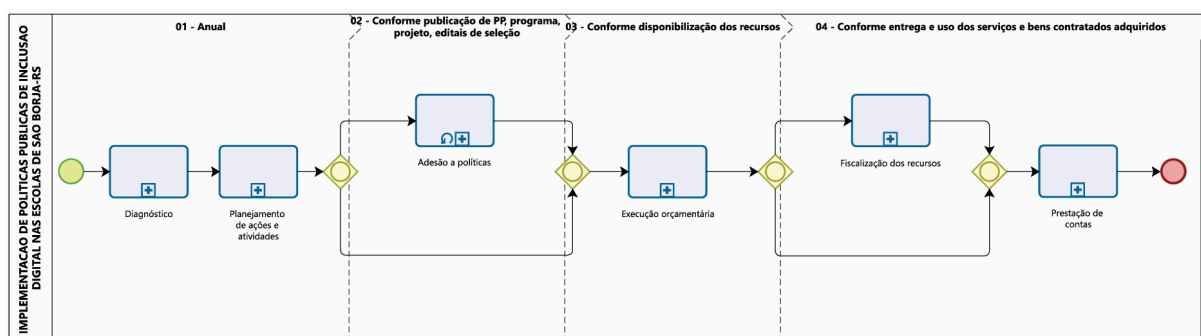 IMPLEMENTACAO DE POLITICAS PUBLICAS DE INCLUSAO
DIGITAL NAS ESCOLAS DE SAO BORJA-RS
01 - Anual
02 - Conforme publicação de PP, programa,
projeto, editais de seleção
03 - Conforme disponibilização dos recursos
04 - Conforme entrega e uso dos serviços e bens contratados adquiridos
Diagnóstico
Planejamento
de ações e
atividades
Adesão a políticas
Execução orçamentária
Fiscalização dos recursos
Prestação de
contas